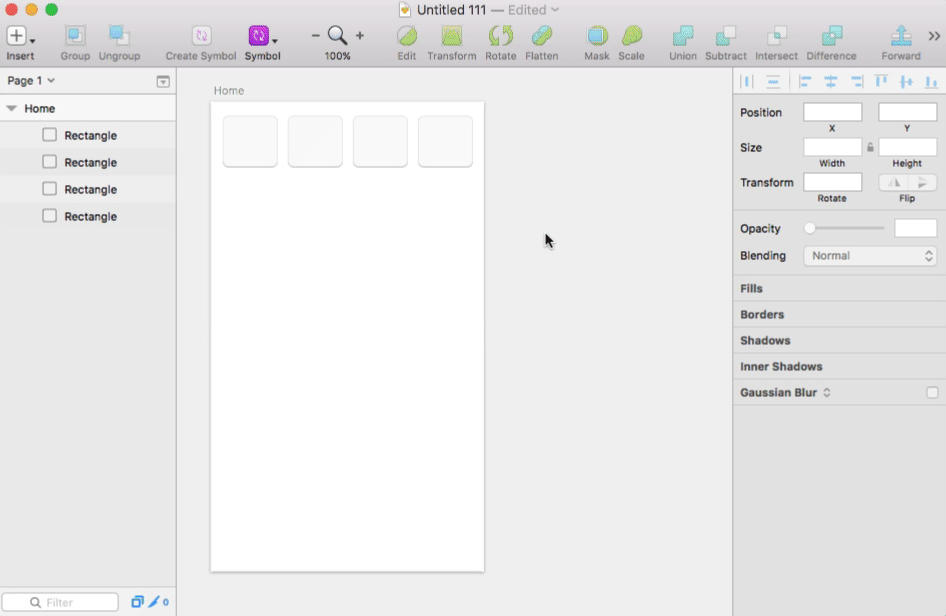 Untitled 111 — Edited
Insert Group Ungroup Create Symbol Symbol 100% Edit Transform Rotate Flatten Mask Scale Union Subtract Intersect Difference Forward
Page 1
Home
Rectangle
Rectangle
Rectangle
Rectangle
Filter
0
Home
Position
X Y
Size
Width Height
Transform
Rotate Flip
Opacity
Blending Normal
Fills
Borders
Shadows
Inner Shadows
Gaussian Blur